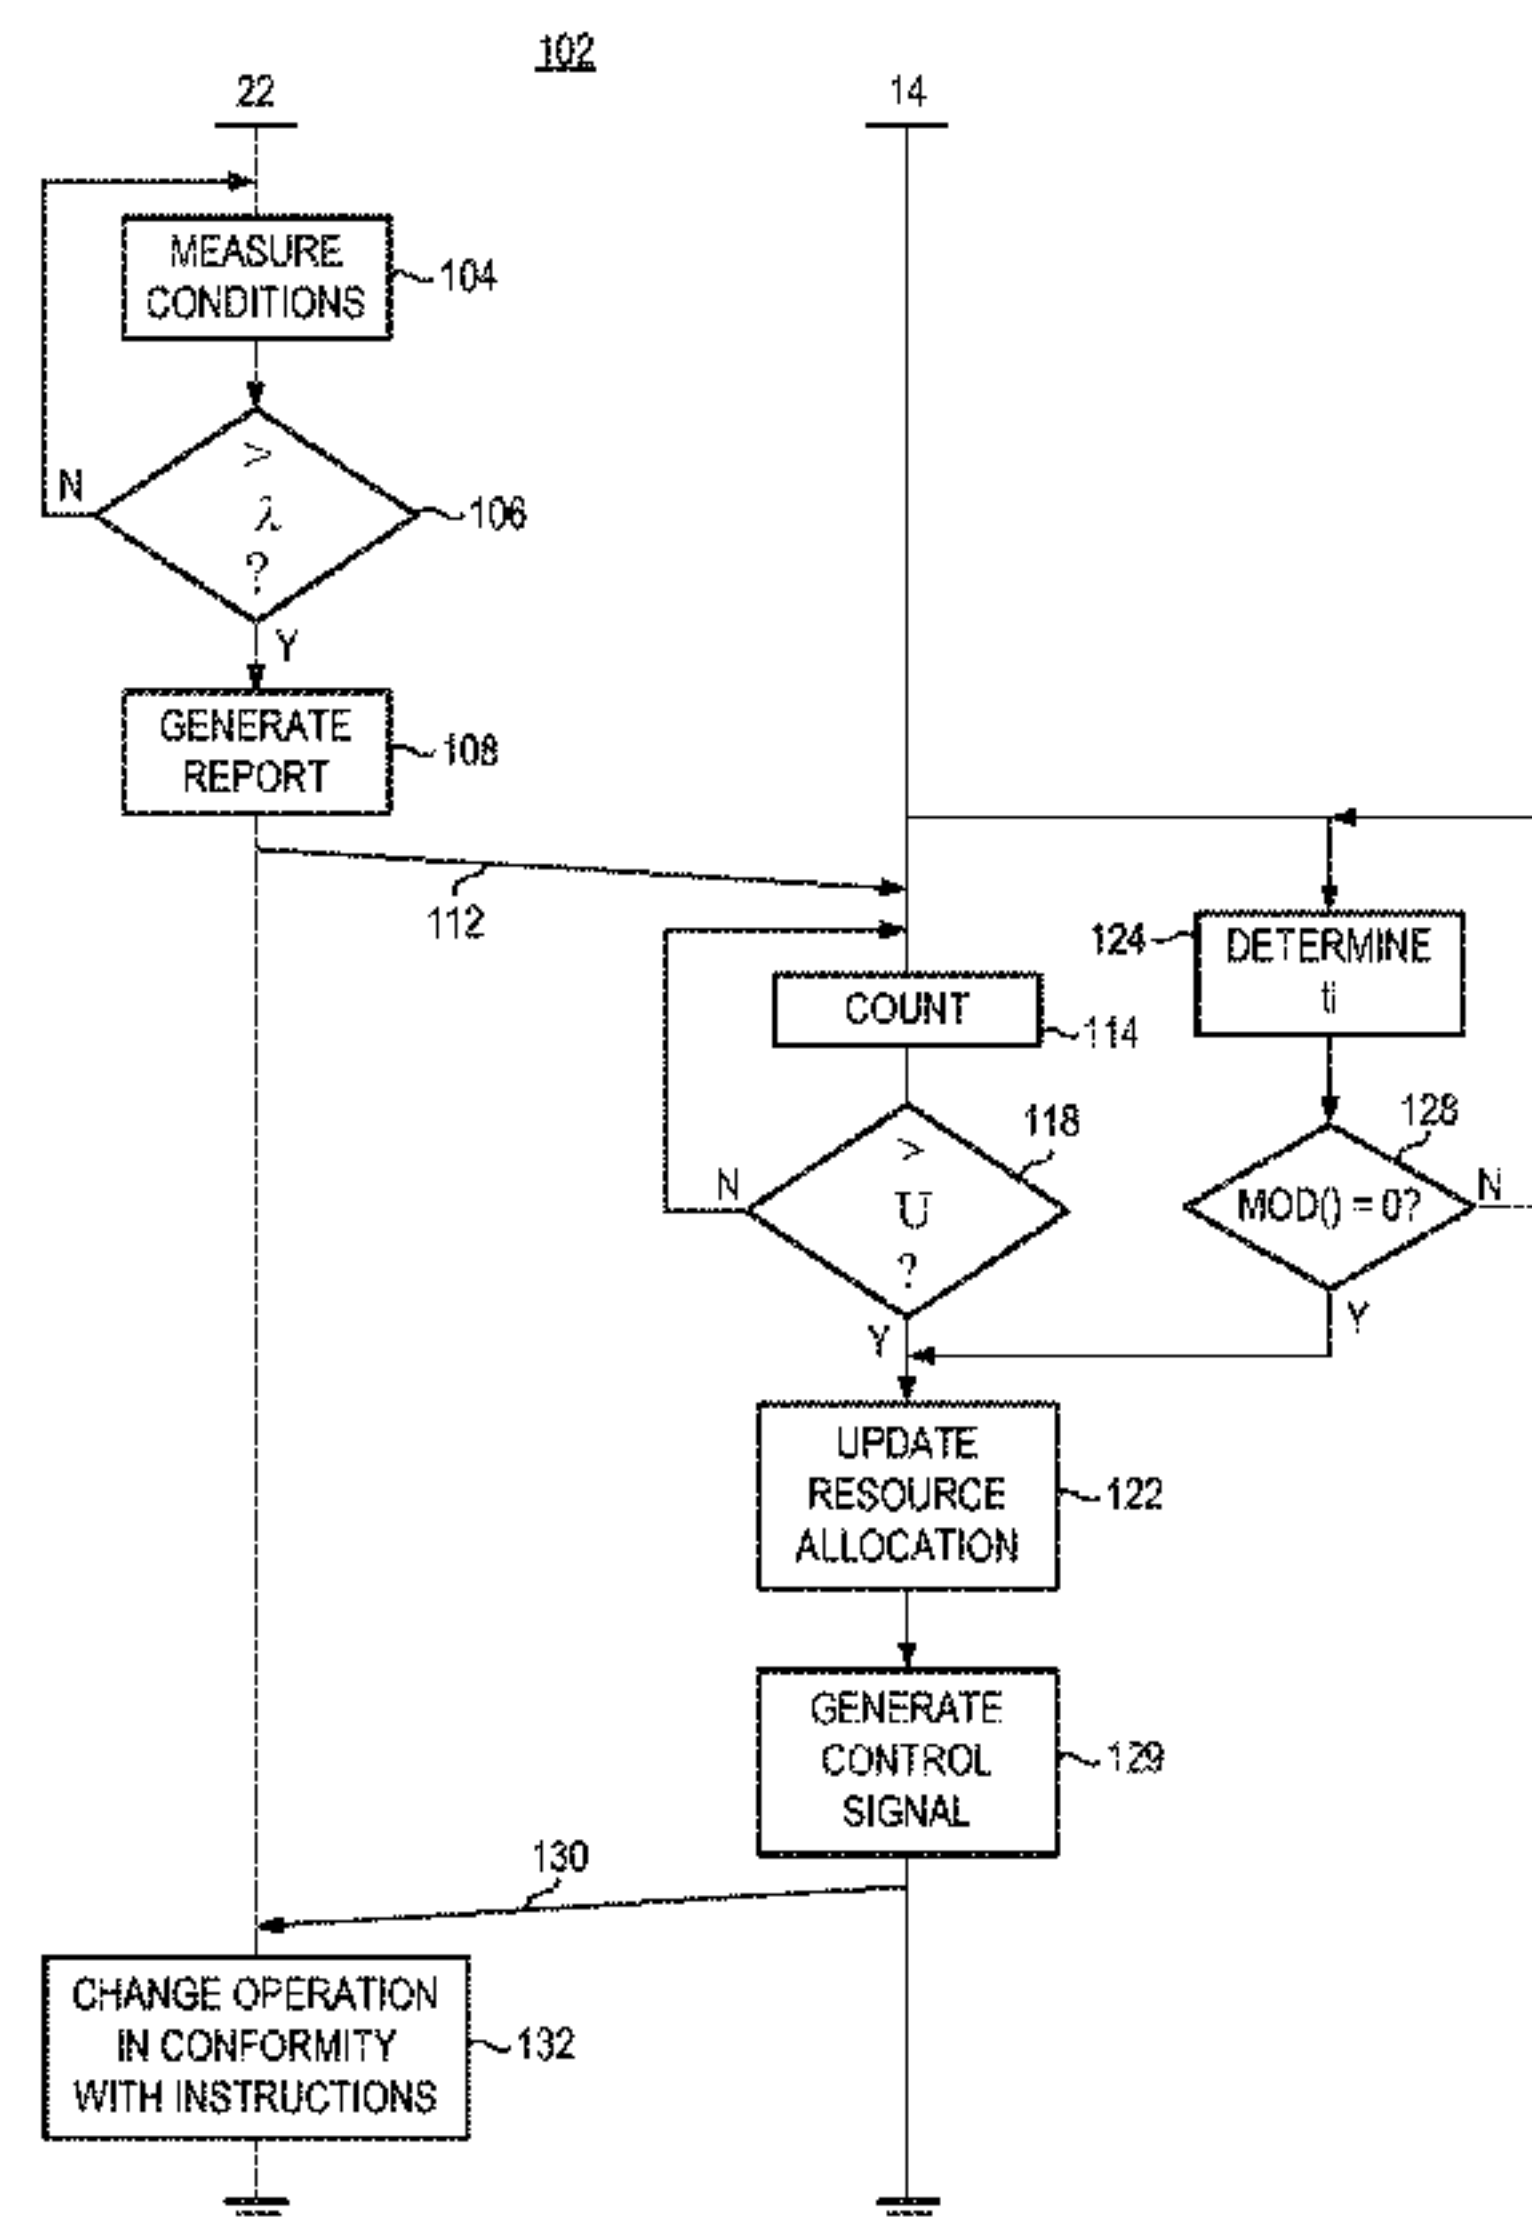 102
22
14
MEASURE
CONDITIONS
104
>
λ
?
N
106
Y
GENERATE
REPORT
108
112
124
DETERMINE
ti
COUNT
114
118
128
>
U
?
N
MOD() = 0?
N
Y
Y
UPDATE
RESOURCE
ALLOCATION
122
GENERATE
CONTROL
SIGNAL
129
130
CHANGE OPERATION
IN CONFORMITY
WITH INSTRUCTIONS
132